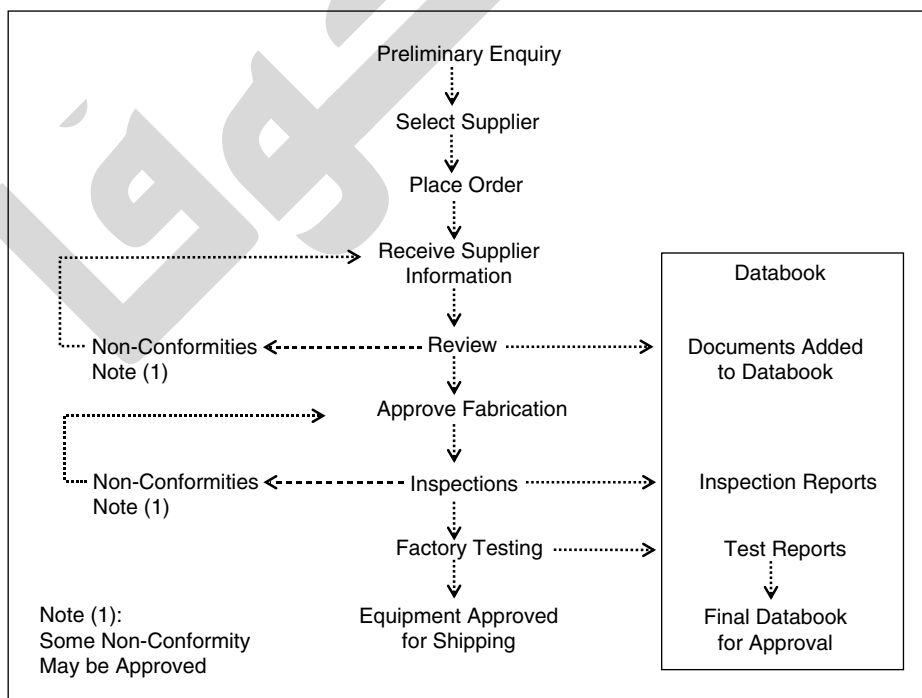 Preliminary Enquiry
Select Supplier
Place Order
Receive Supplier
Information
Databook
Non-Conformities
Note (1)
Review
Documents Added
to Databook
Approve Fabrication
Non-Conformities
Note (1)
Inspections
Inspection Reports
Factory Testing
Test Reports
Note (1):
Some Non-Conformity
May be Approved
Equipment Approved
for Shipping
Final Databook
for Approval